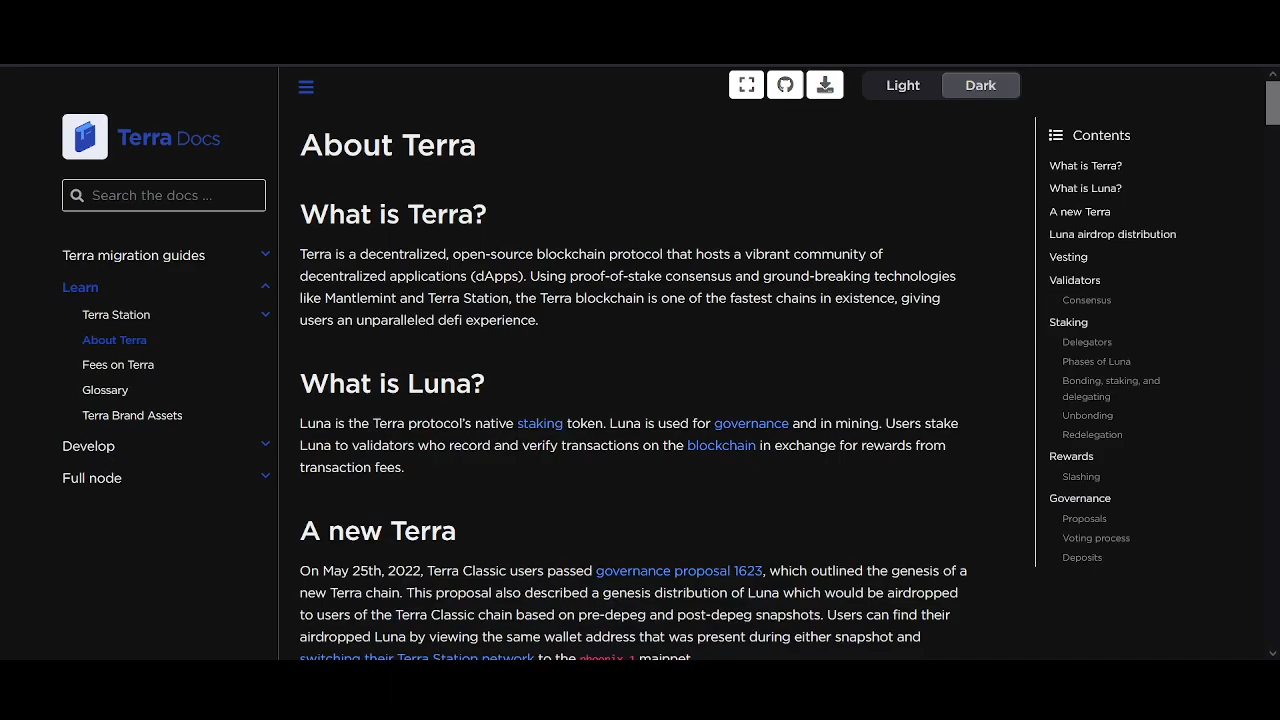 Light
Dark
Terra Docs
Search the docs ...
Terra migration guides
Learn
Terra Station
About Terra
Fees on Terra
Glossary
Terra Brand Assets
Develop
Full node
About Terra
What is Terra?
Terra is a decentralized, open-source blockchain protocol that hosts a vibrant community of
decentralized applications (dApps). Using proof-of-stake consensus and ground-breaking technologies
like Mantlemint and Terra Station, the Terra blockchain is one of the fastest chains in existence, giving
users an unparalleled defi experience.
What is Luna?
Luna is the Terra protocol’s native staking token. Luna is used for governance and in mining. Users stake
Luna to validators who record and verify transactions on the blockchain in exchange for rewards from
transaction fees.
A new Terra
On May 25th, 2022, Terra Classic users passed governance proposal 1623, which outlined the genesis of a
new Terra chain. This proposal also described a genesis distribution of Luna which would be airdropped
to users of the Terra Classic chain based on pre-depeg and post-depeg snapshots. Users can find their
airdropped Luna by viewing the same wallet address that was present during either snapshot and
switching their Terra Station network to the phoenix-1 mainnet.
Contents
What is Terra?
What is Luna?
A new Terra
Luna airdrop distribution
Vesting
Validators
Consensus
Staking
Delegators
Phases of Luna
Bonding, staking, and
delegating
Unbonding
Redelegation
Rewards
Slashing
Governance
Proposals
Voting process
Deposits